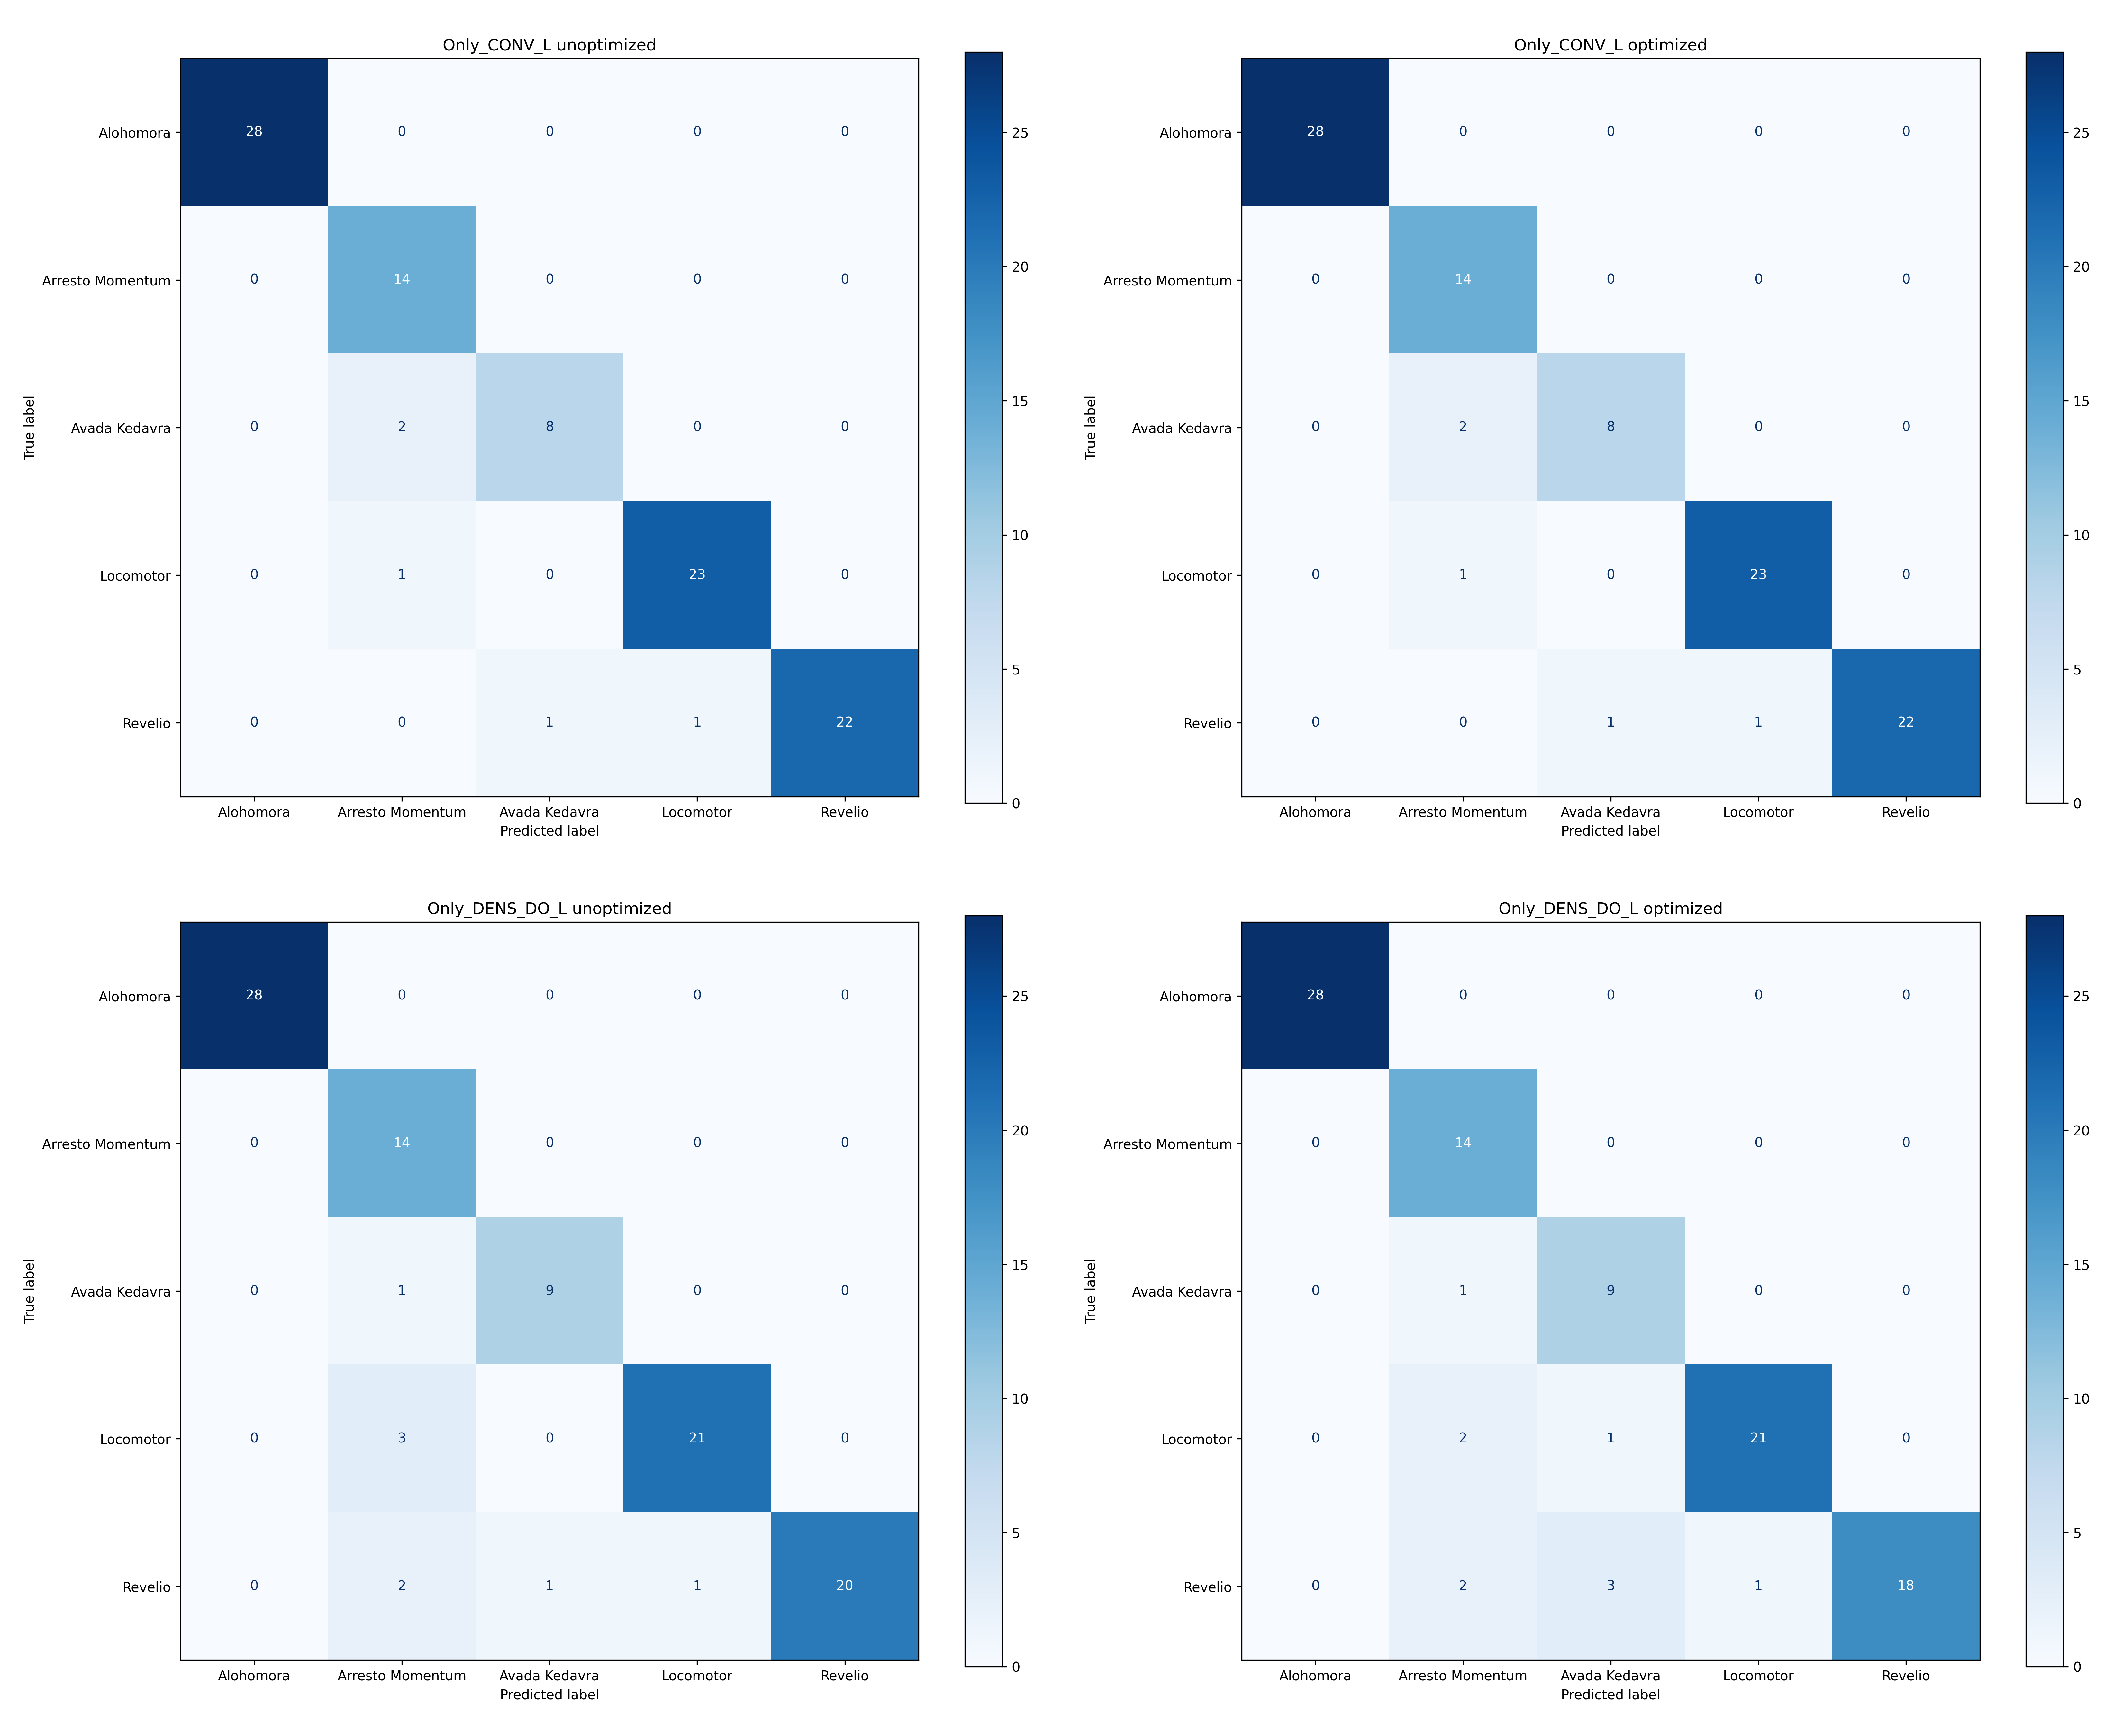 Only_CONV_L unoptimized
Alohomora 28 0 0 0 0
Arresto Momentum 0 14 0 0 0
Avada Kedavra 0 2 8 0 0
Locomotor 0 1 0 23 0
Revelio 0 0 1 1 22
True label
Alohomora Arresto Momentum Avada Kedavra Locomotor Revelio
Predicted label
25
20
15
10
5
0
Only_CONV_L optimized
Alohomora 28 0 0 0 0
Arresto Momentum 0 14 0 0 0
Avada Kedavra 0 2 8 0 0
Locomotor 0 1 0 23 0
Revelio 0 0 1 1 22
True label
Alohomora Arresto Momentum Avada Kedavra Locomotor Revelio
Predicted label
25
20
15
10
5
0
Only_DENS_DO_L unoptimized
Alohomora 28 0 0 0 0
Arresto Momentum 0 14 0 0 0
Avada Kedavra 0 1 9 0 0
Locomotor 0 3 0 21 0
Revelio 0 2 1 1 20
True label
Alohomora Arresto Momentum Avada Kedavra Locomotor Revelio
Predicted label
25
20
15
10
5
0
Only_DENS_DO_L optimized
Alohomora 28 0 0 0 0
Arresto Momentum 0 14 0 0 0
Avada Kedavra 0 1 9 0 0
Locomotor 0 2 1 21 0
Revelio 0 2 3 1 18
True label
Alohomora Arresto Momentum Avada Kedavra Locomotor Revelio
Predicted label
25
20
15
10
5
0